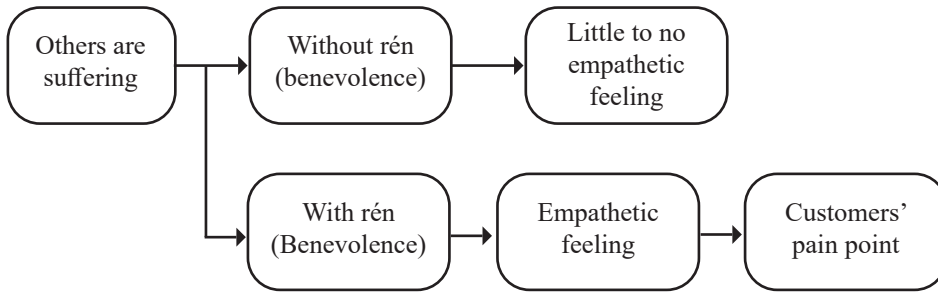 Others are
suffering
Without rén
(benevolence)
Little to no
empathetic
feeling
With rén
(Benevolence)
Empathetic
feeling
Customers’
pain point